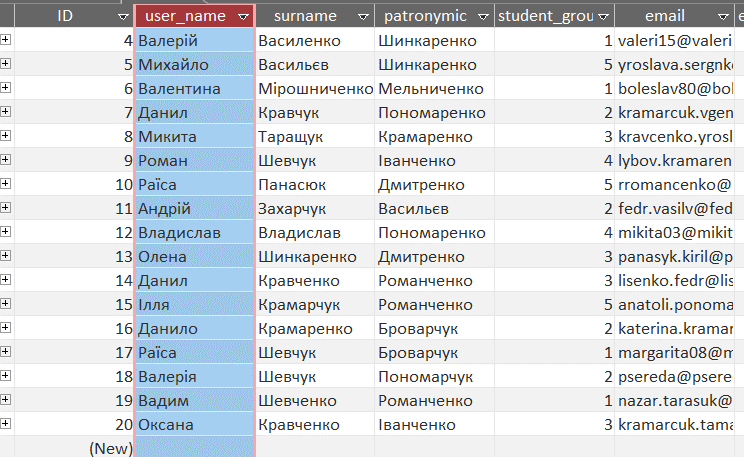 ID user_name surname patronymic student_grou email e
4 Валерій Василенко Шинкаренко 1 valeri15@valeri
5 Михайло Васильєв Шинкаренко 5 yroslava.sergnko
6 Валентина Мірошниченко Мельниченко 1 boleslav80@bol
7 Данил Кравчук Пономаренко 2 kramarcuk.vgen
8 Микита Таращук Крамаренко 3 kravcenko.yrosl
9 Роман Шевчук Іванченко 4 lybov.kramaren
10 Раїса Панасюк Дмитренко 5 rromancenko@
11 Андрій Захарчук Васильєв 2 fedr.vasilv@fed
12 Владислав Владислав Пономаренко 4 mikita03@mikit
13 Олена Шинкаренко Дмитренко 3 panasyk.kiril@p
14 Данил Кравченко Романченко 3 lisenko.fedr@lis
15 Ілля Крамарчук Романченко 5 anatoli.ponoma
16 Данило Крамаренко Броварчук 2 katerina.kramar
17 Раїса Шевчук Броварчук 1 margarita08@m
18 Валерія Шевчук Пономарчук 2 psereda@psere
19 Вадим Шевченко Романченко 1 nazar.tarasuk@
20 Оксана Кравченко Іванченко 3 kramarcuk.tama
(New)